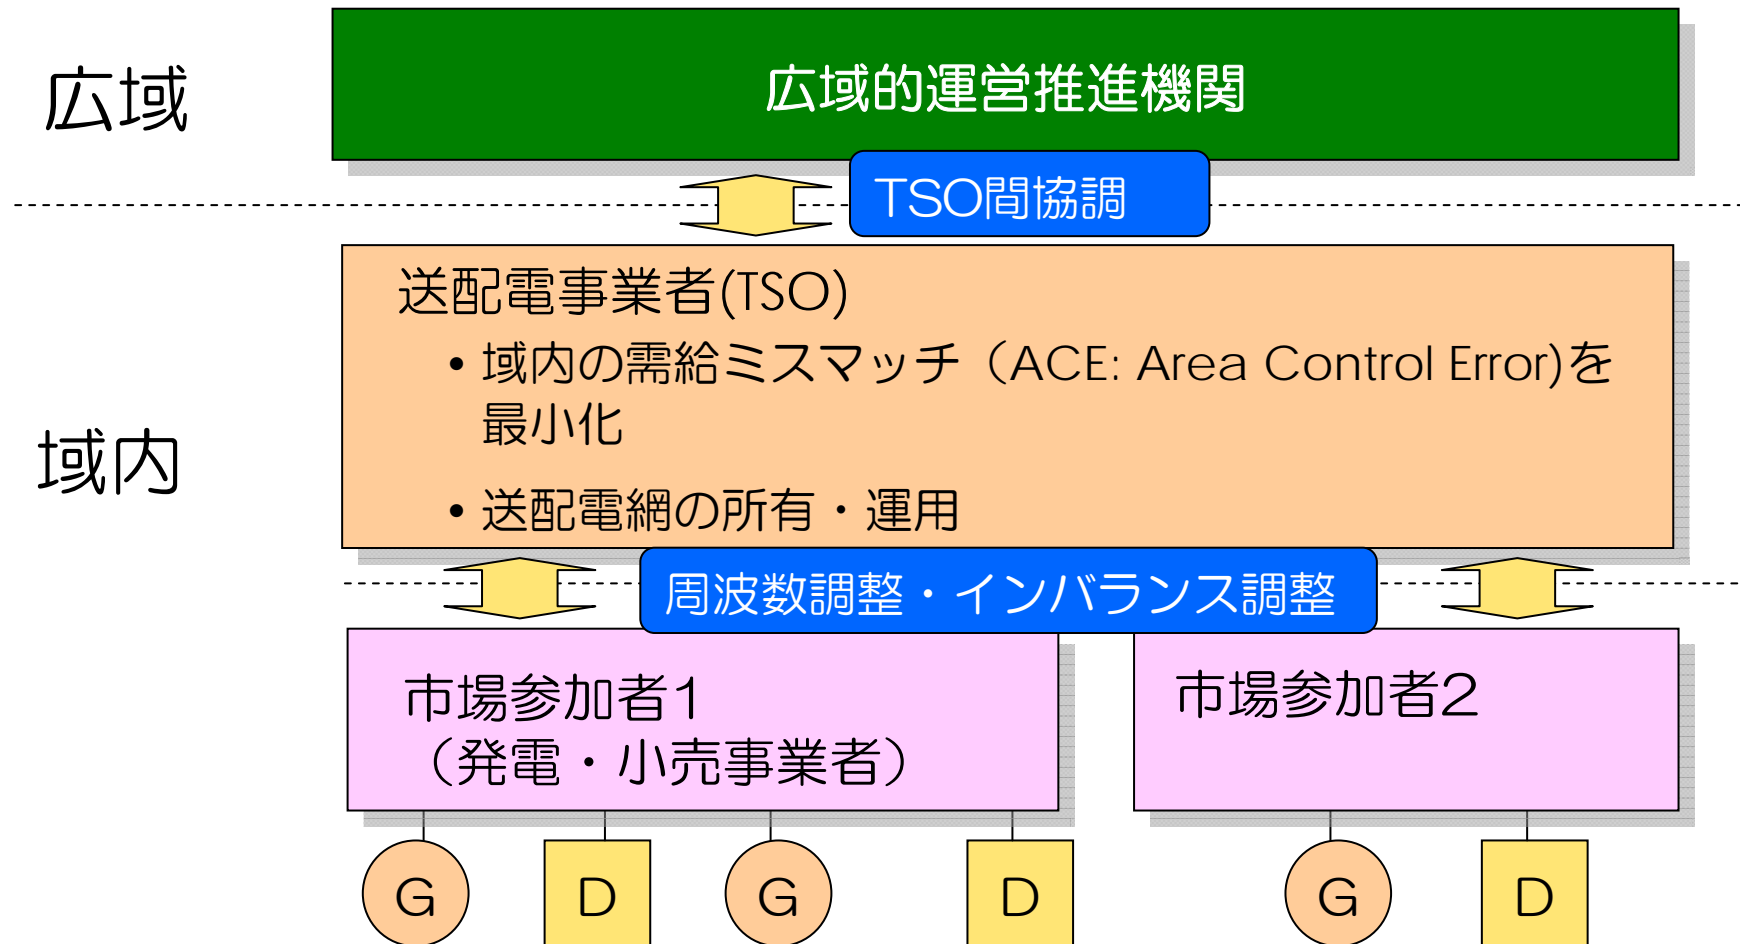 広域
広域的運営推進機関
TSO間協調
送配電事業者(TSO)
• 域内の需給ミスマッチ（ACE: Area Control Error)を
最小化
• 送配電網の所有・運用
域内
周波数調整・インバランス調整
市場参加者1
（発電・小売事業者）
市場参加者2
G
D
G
D
G
D